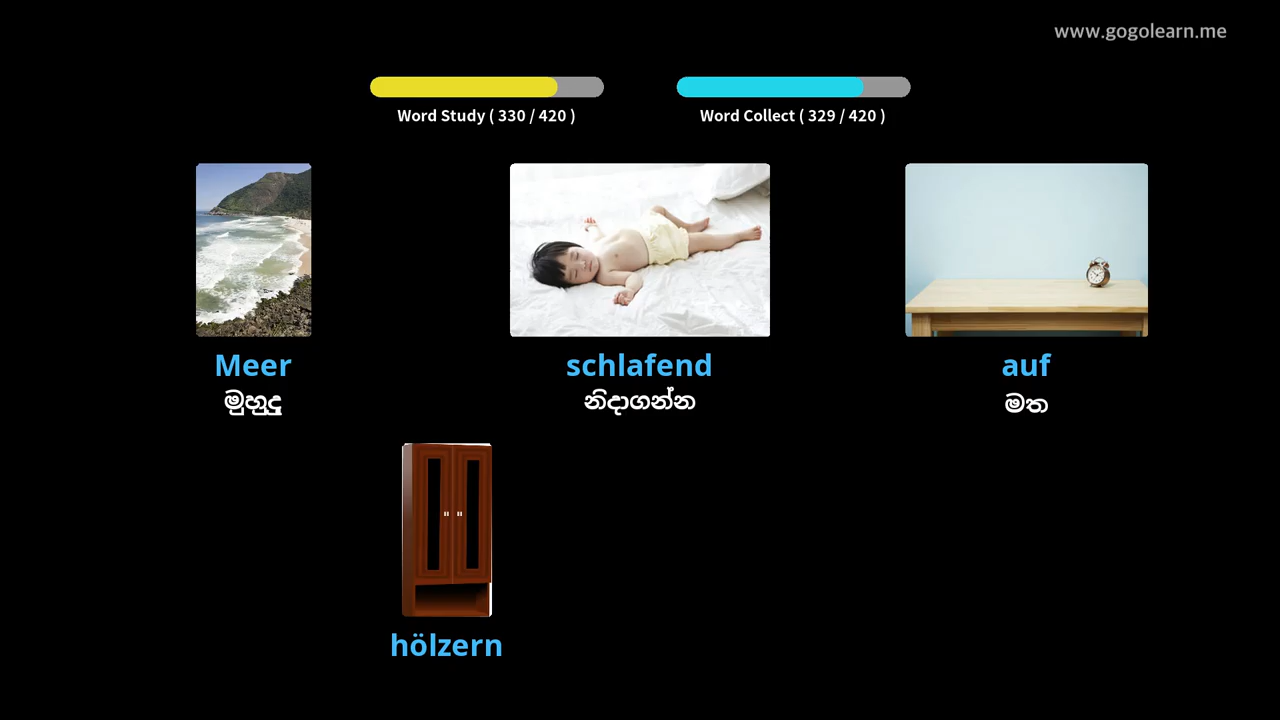 www.gogolearn.me
Word Study ( 330 / 420 )
Word Collect ( 329 / 420 )
Meer
මුහුදු
schlafend
නිදාගන්න
auf
මත
hölzern